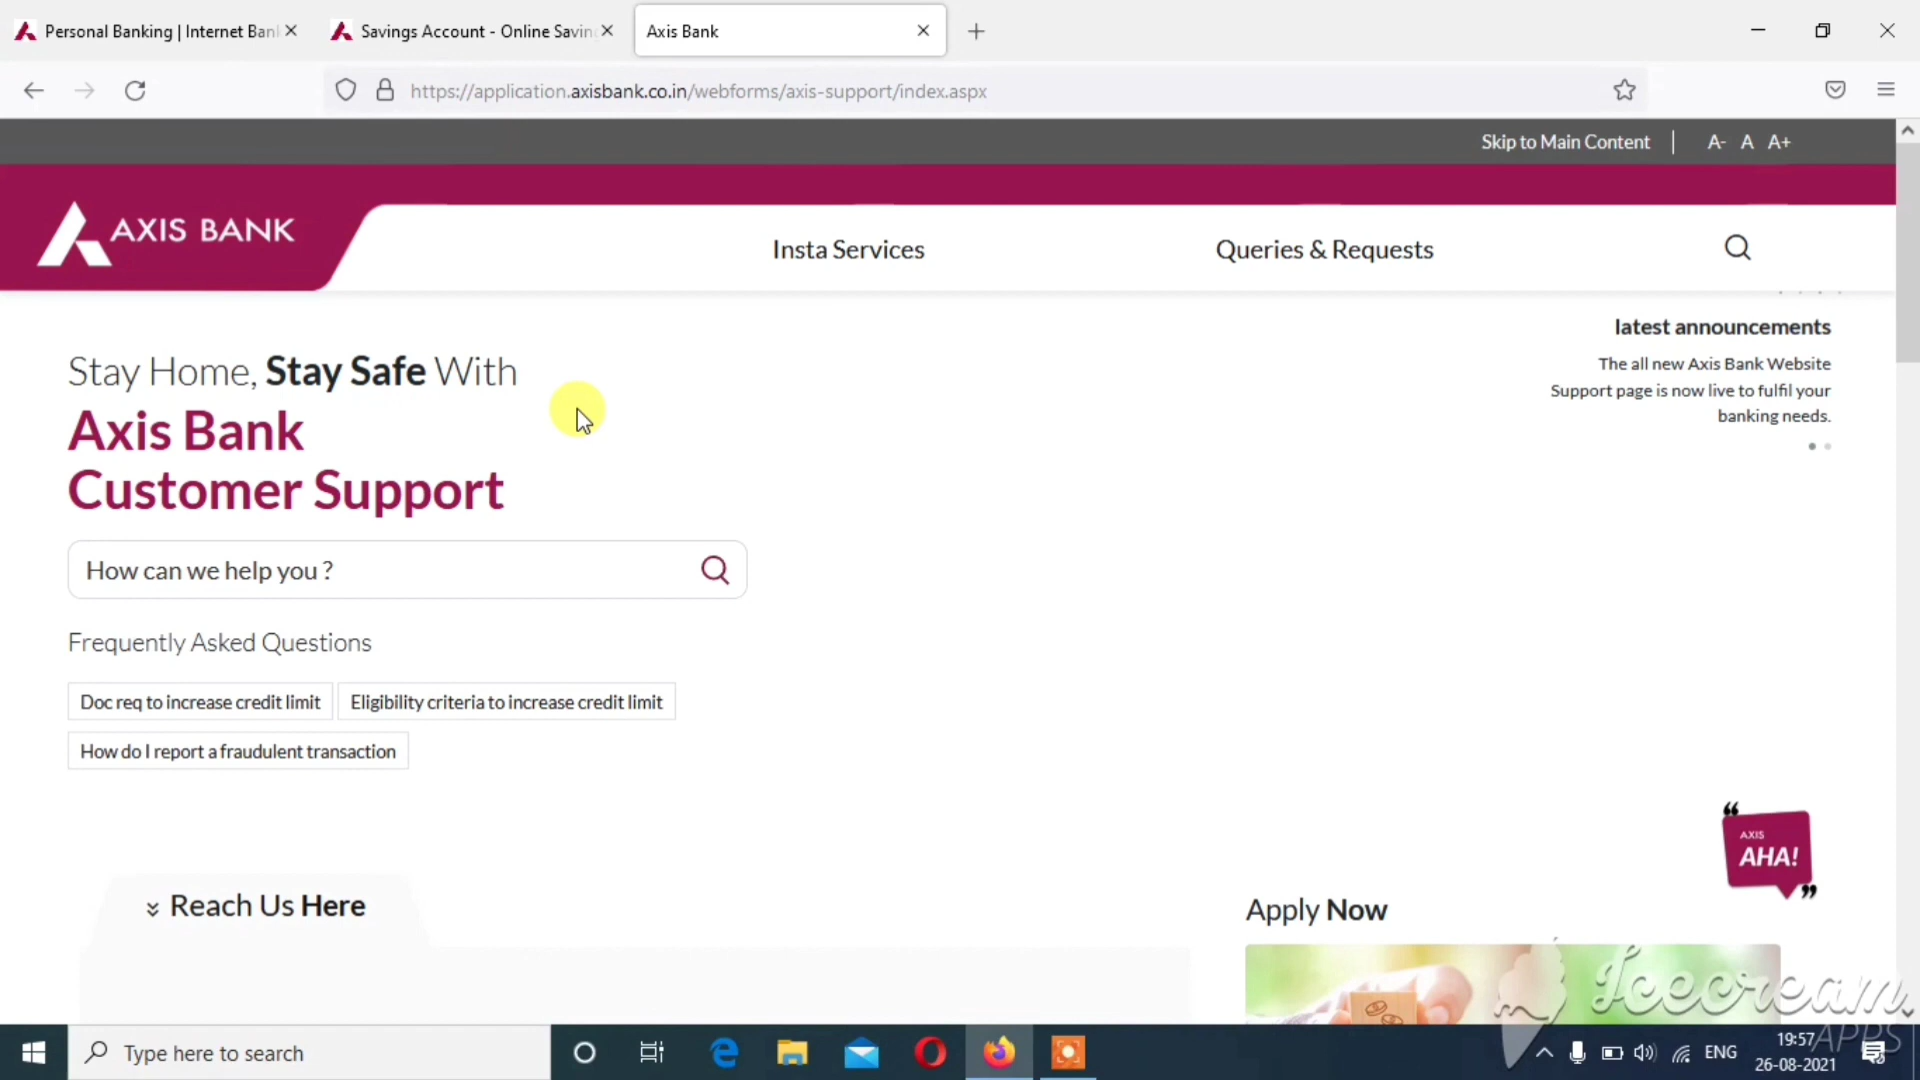 Personal Banking | Internet Ban
Savings Account - Online Savin
Axis Bank
https://application.axisbank.co.in/webforms/axis-support/index.aspx
Skip to Main Content
A- A A+
AXIS BANK
Insta Services
Queries & Requests
latest announcements
The all new Axis Bank Website
Support page is now live to fulfil your
banking needs.
Stay Home, Stay Safe With
Axis Bank
Customer Support
How can we help you ?
Frequently Asked Questions
Doc req to increase credit limit
Eligibility criteria to increase credit limit
How do I report a fraudulent transaction
“ AXIS
AHA! ”
Reach Us Here
Apply Now
Icecream
APPS
Type here to search
ENG
19:57
26-08-2021